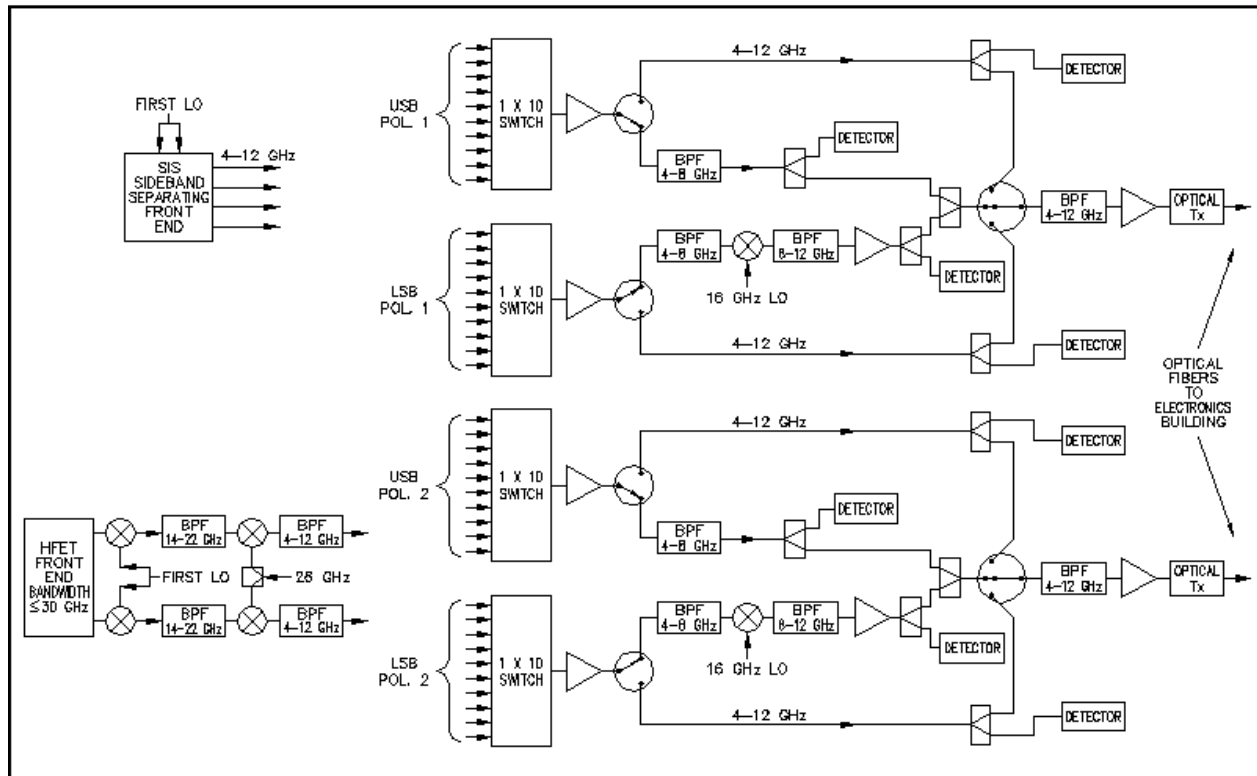 FIRST LO
4—12 GHz
SIS
SIDEBAND
SEPARATING
FRONT
END
USB
POL. 1
1 X 10
SWITCH
4—12 GHz
DETECTOR
DETECTOR
BPF
4—8 GHz
BPF
4—12 GHz
OPTICAL
Tx
LSB
POL. 1
1 X 10
SWITCH
BPF
4—8 GHz
BPF
8—12 GHz
16 GHz LO
DETECTOR
4—12 GHz
DETECTOR
OPTICAL
FIBERS
TO
ELECTRONICS
BUILDING
USB
POL. 2
1 X 10
SWITCH
4—12 GHz
DETECTOR
DETECTOR
BPF
4—8 GHz
BPF
4—12 GHz
OPTICAL
Tx
HFET
FRONT
END
BANDWIDTH
≤30 GHz
BPF
14—22 GHz
BPF
4—12 GHz
FIRST LO
26 GHz
BPF
14—22 GHz
BPF
4—12 GHz
LSB
POL. 2
1 X 10
SWITCH
BPF
4—8 GHz
BPF
8—12 GHz
16 GHz LO
DETECTOR
4—12 GHz
DETECTOR